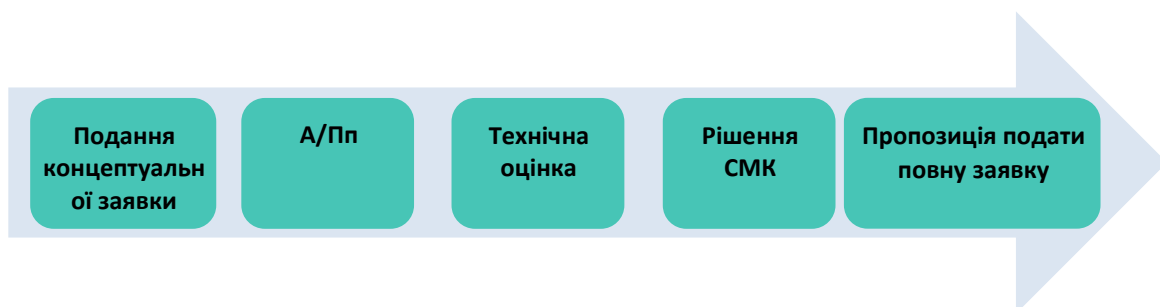 Подання
концептуальн
ої заявки
А/Пп
Технічна
оцінка
Рішення
СМК
Пропозиція подати
повну заявку